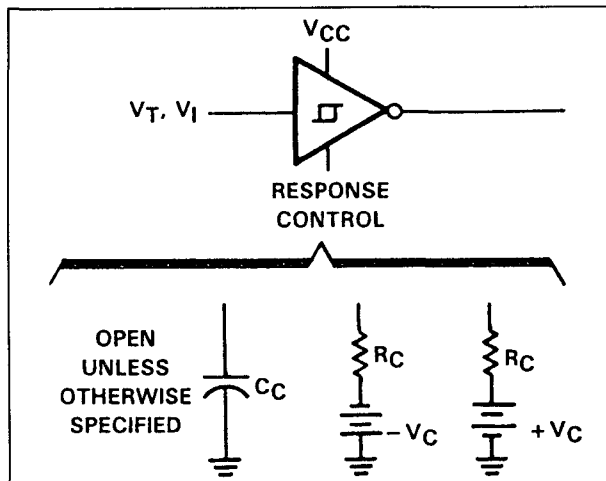 VCC
VT, VI
RESPONSE
CONTROL
OPEN
UNLESS
OTHERWISE
SPECIFIED
CC
RC
-VC
RC
+VC